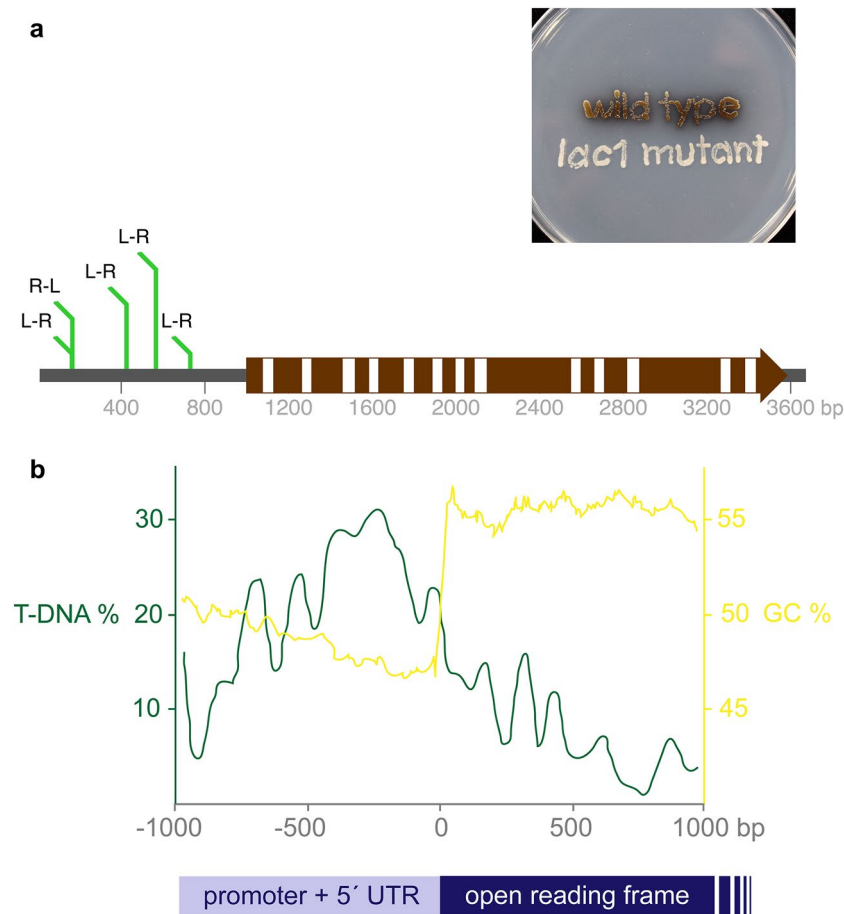 a
wild type
lac1 mutant
L-R
L-R
R-L
L-R
L-R
400 800 1200 1600 2000 2400 2800 3200 3600 bp
b
30 55
T-DNA % 20 50 GC %
10 45
-1000 -500 0 500 1000 bp
promoter + 5´ UTR open reading frame